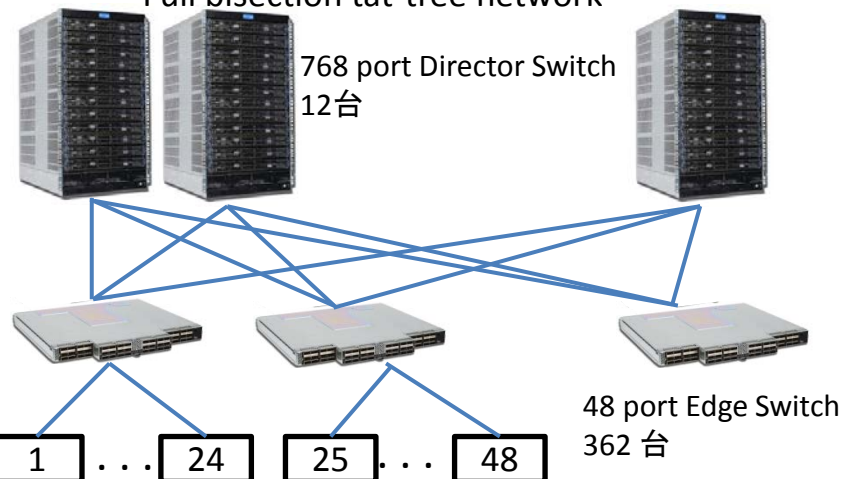 768 port Director Switch
12台
48 port Edge Switch
362 台
1 . . . 24 25 . . . 48